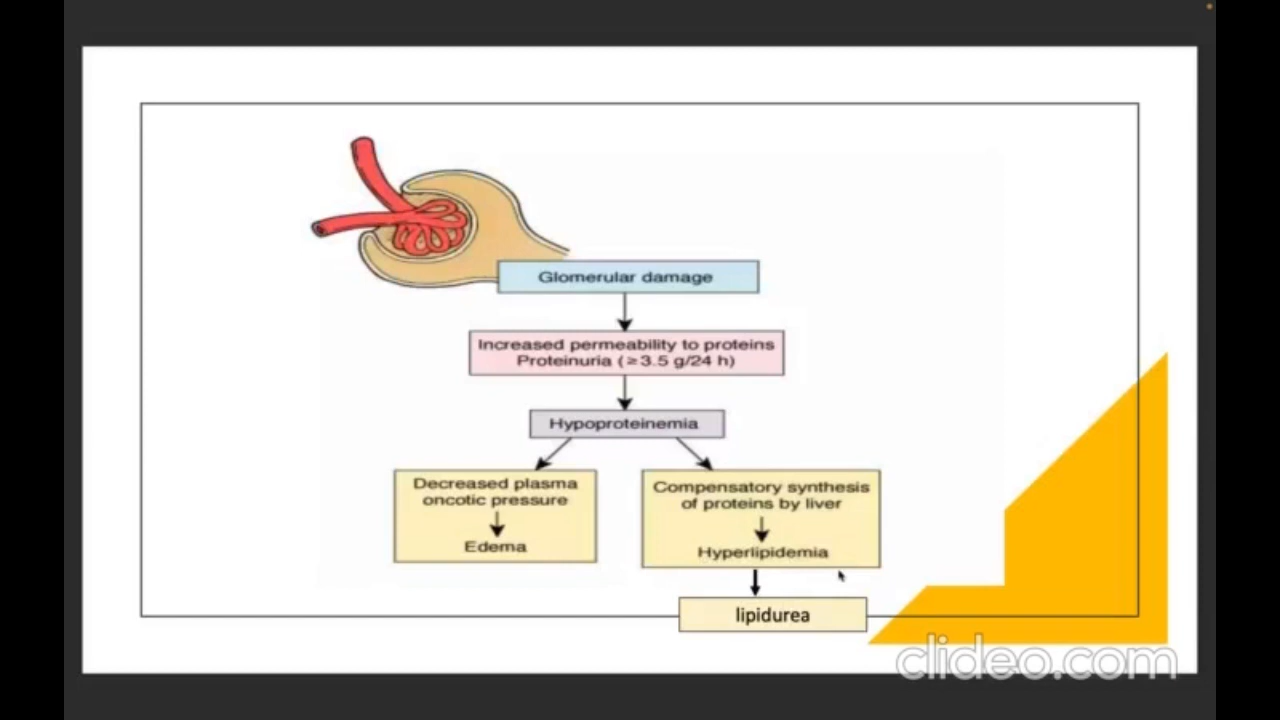 Glomerular damage
Increased permeability to proteins
Proteinuria (≥3.5 g/24 h)
Hypoproteinemia
Decreased plasma
oncotic pressure
Edema
Compensatory synthesis
of proteins by liver
Hyperlipidemia
lipidurea
clideo.com